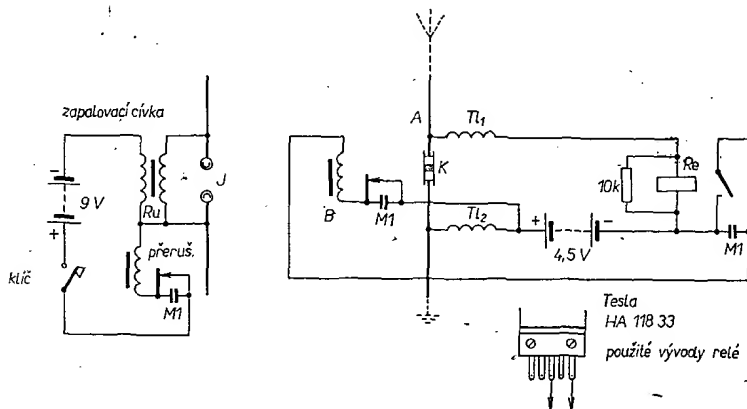 zapalovací cívka
−
9 V
+
klíč
Ru
J
přeruš.
M1
A
Tl₁
K
B
M1
Tl₂
10k
Re
+
−
4,5 V
M1
Tesla
HA 118 33
použité vývody relé